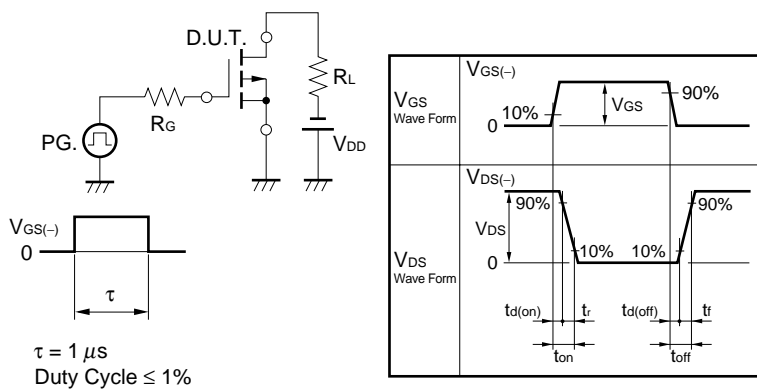 D.U.T.
RL
RG
PG.
VDD
VGS(−)
0
τ
τ = 1 μs
Duty Cycle ≤ 1%
VGS
Wave Form
VGS(−)
10%
VGS
90%
0
VDS
Wave Form
VDS(−)
90%
VDS
10%
10%
90%
0
td(on) tr td(off) tf
ton toff